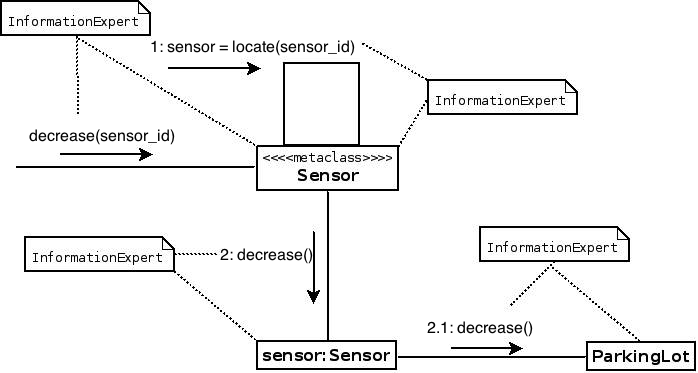 InformationExpert
1: sensor = locate(sensor_id)
InformationExpert
decrease(sensor_id)
<<<<metaclass>>>>
Sensor
InformationExpert
InformationExpert
2: decrease()
2.1: decrease()
sensor: Sensor
ParkingLot